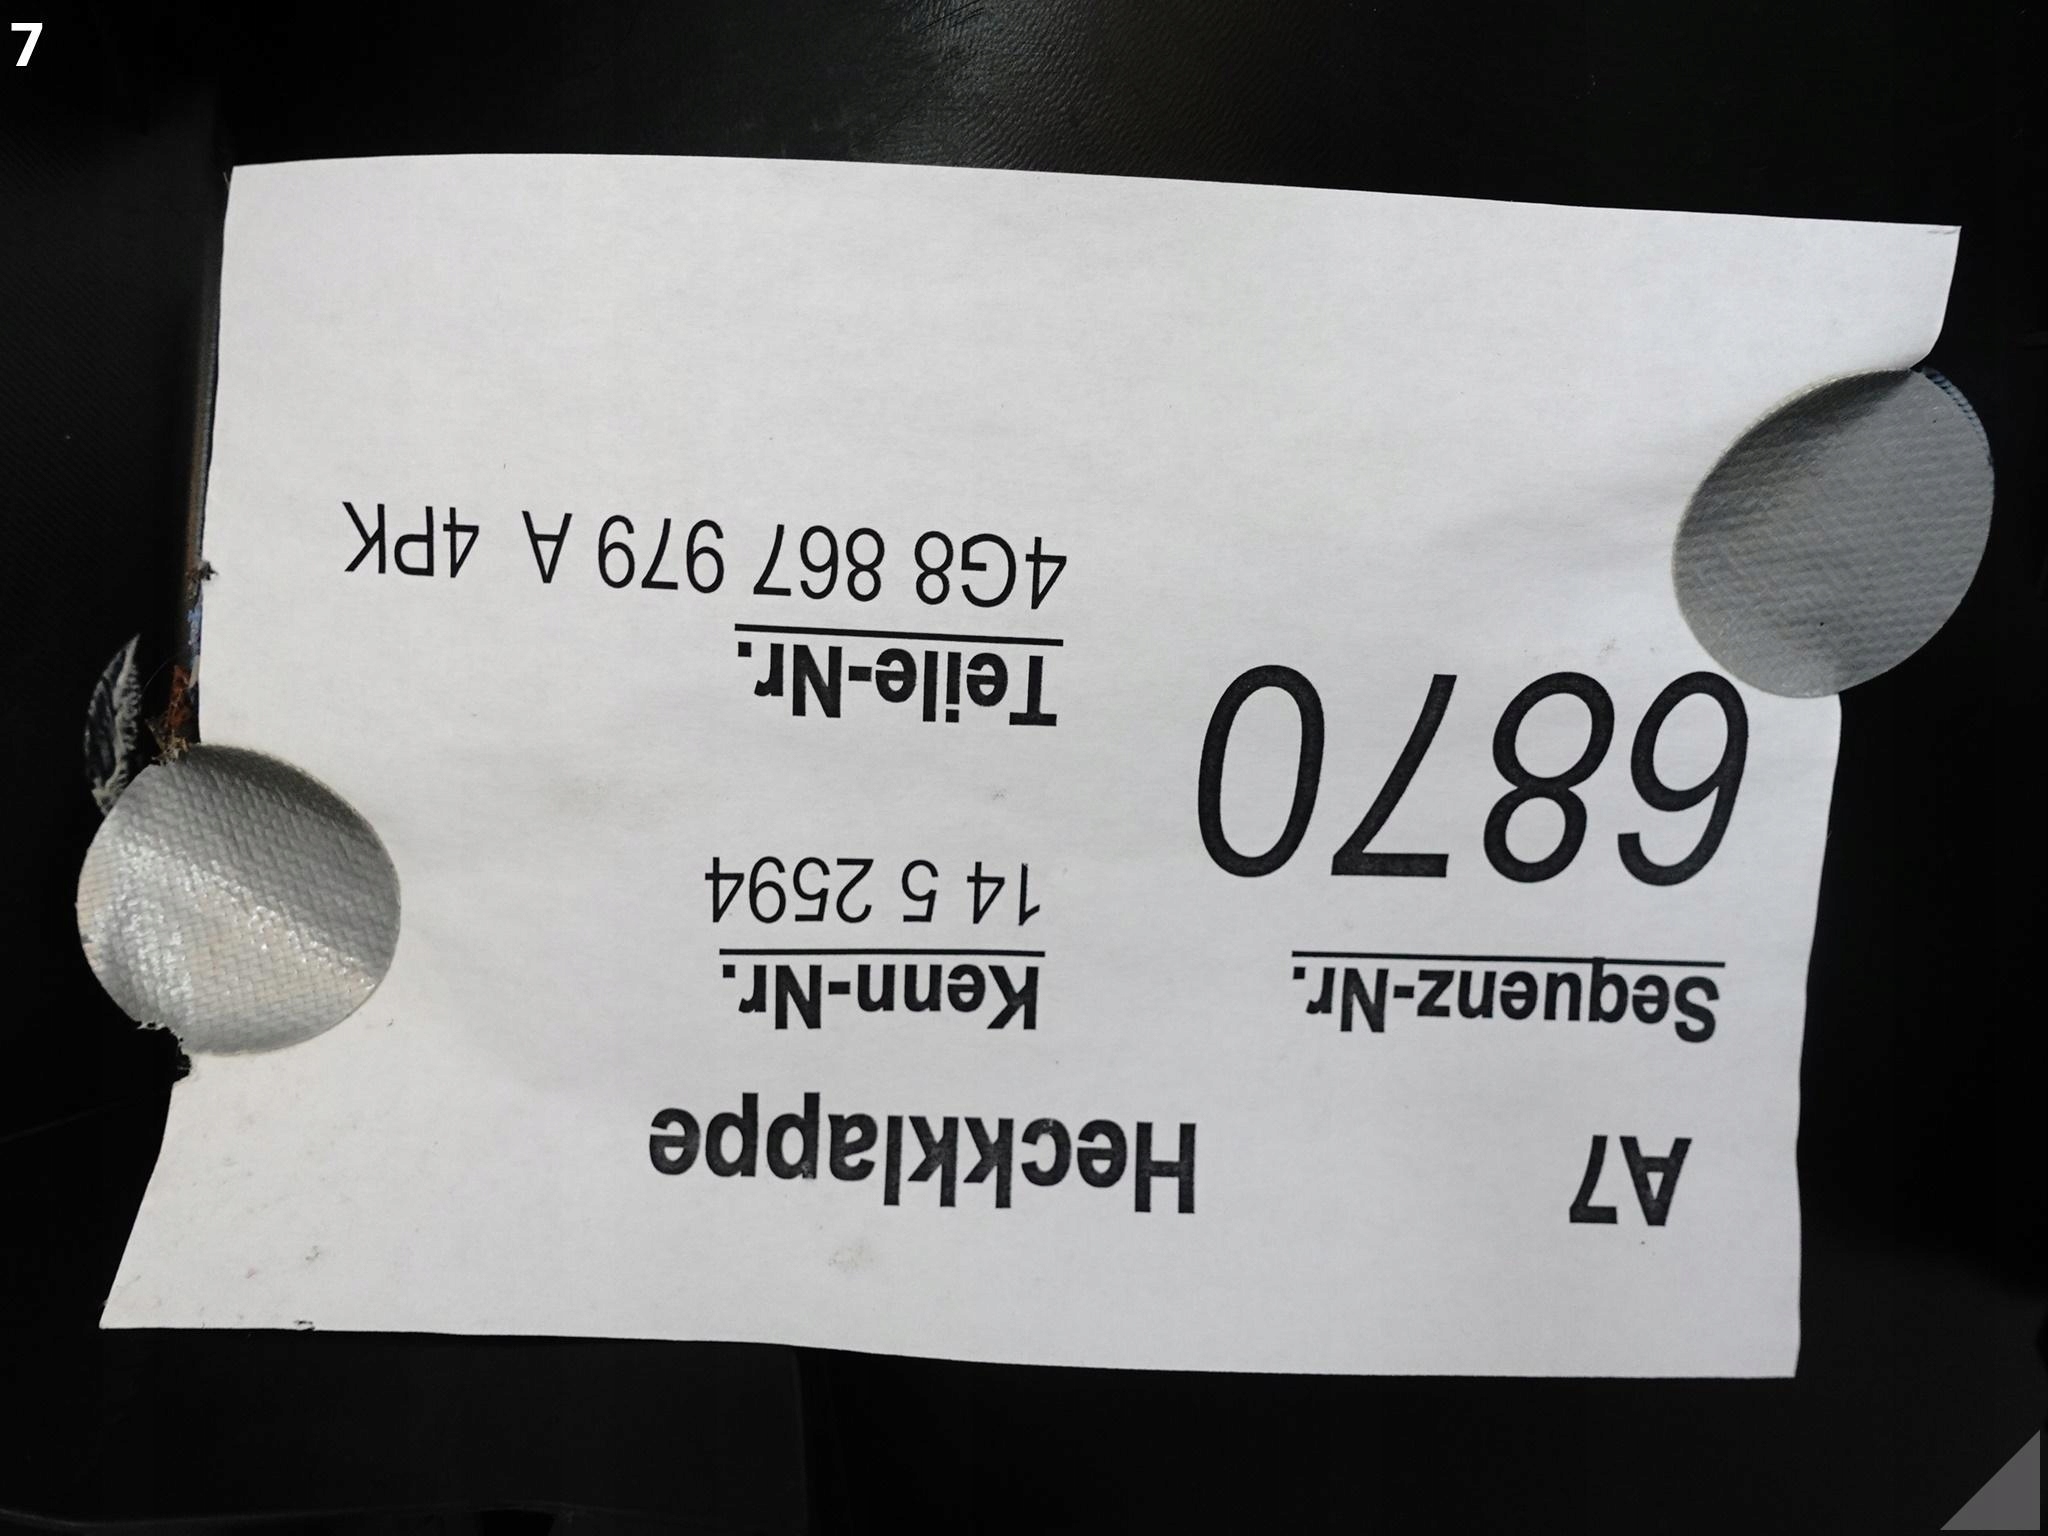 7
A7 Heckklappe
Sequenz-Nr. Kenn-Nr.
6870 14 5 2594
Teile-Nr.
4G8 867 979 A 4PK